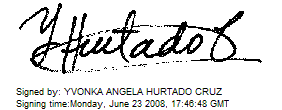 Y Hurtado C
Signed by: YVONKA ANGELA HURTADO CRUZ
Signing time:Monday, June 23 2008, 17:46:48 GMT